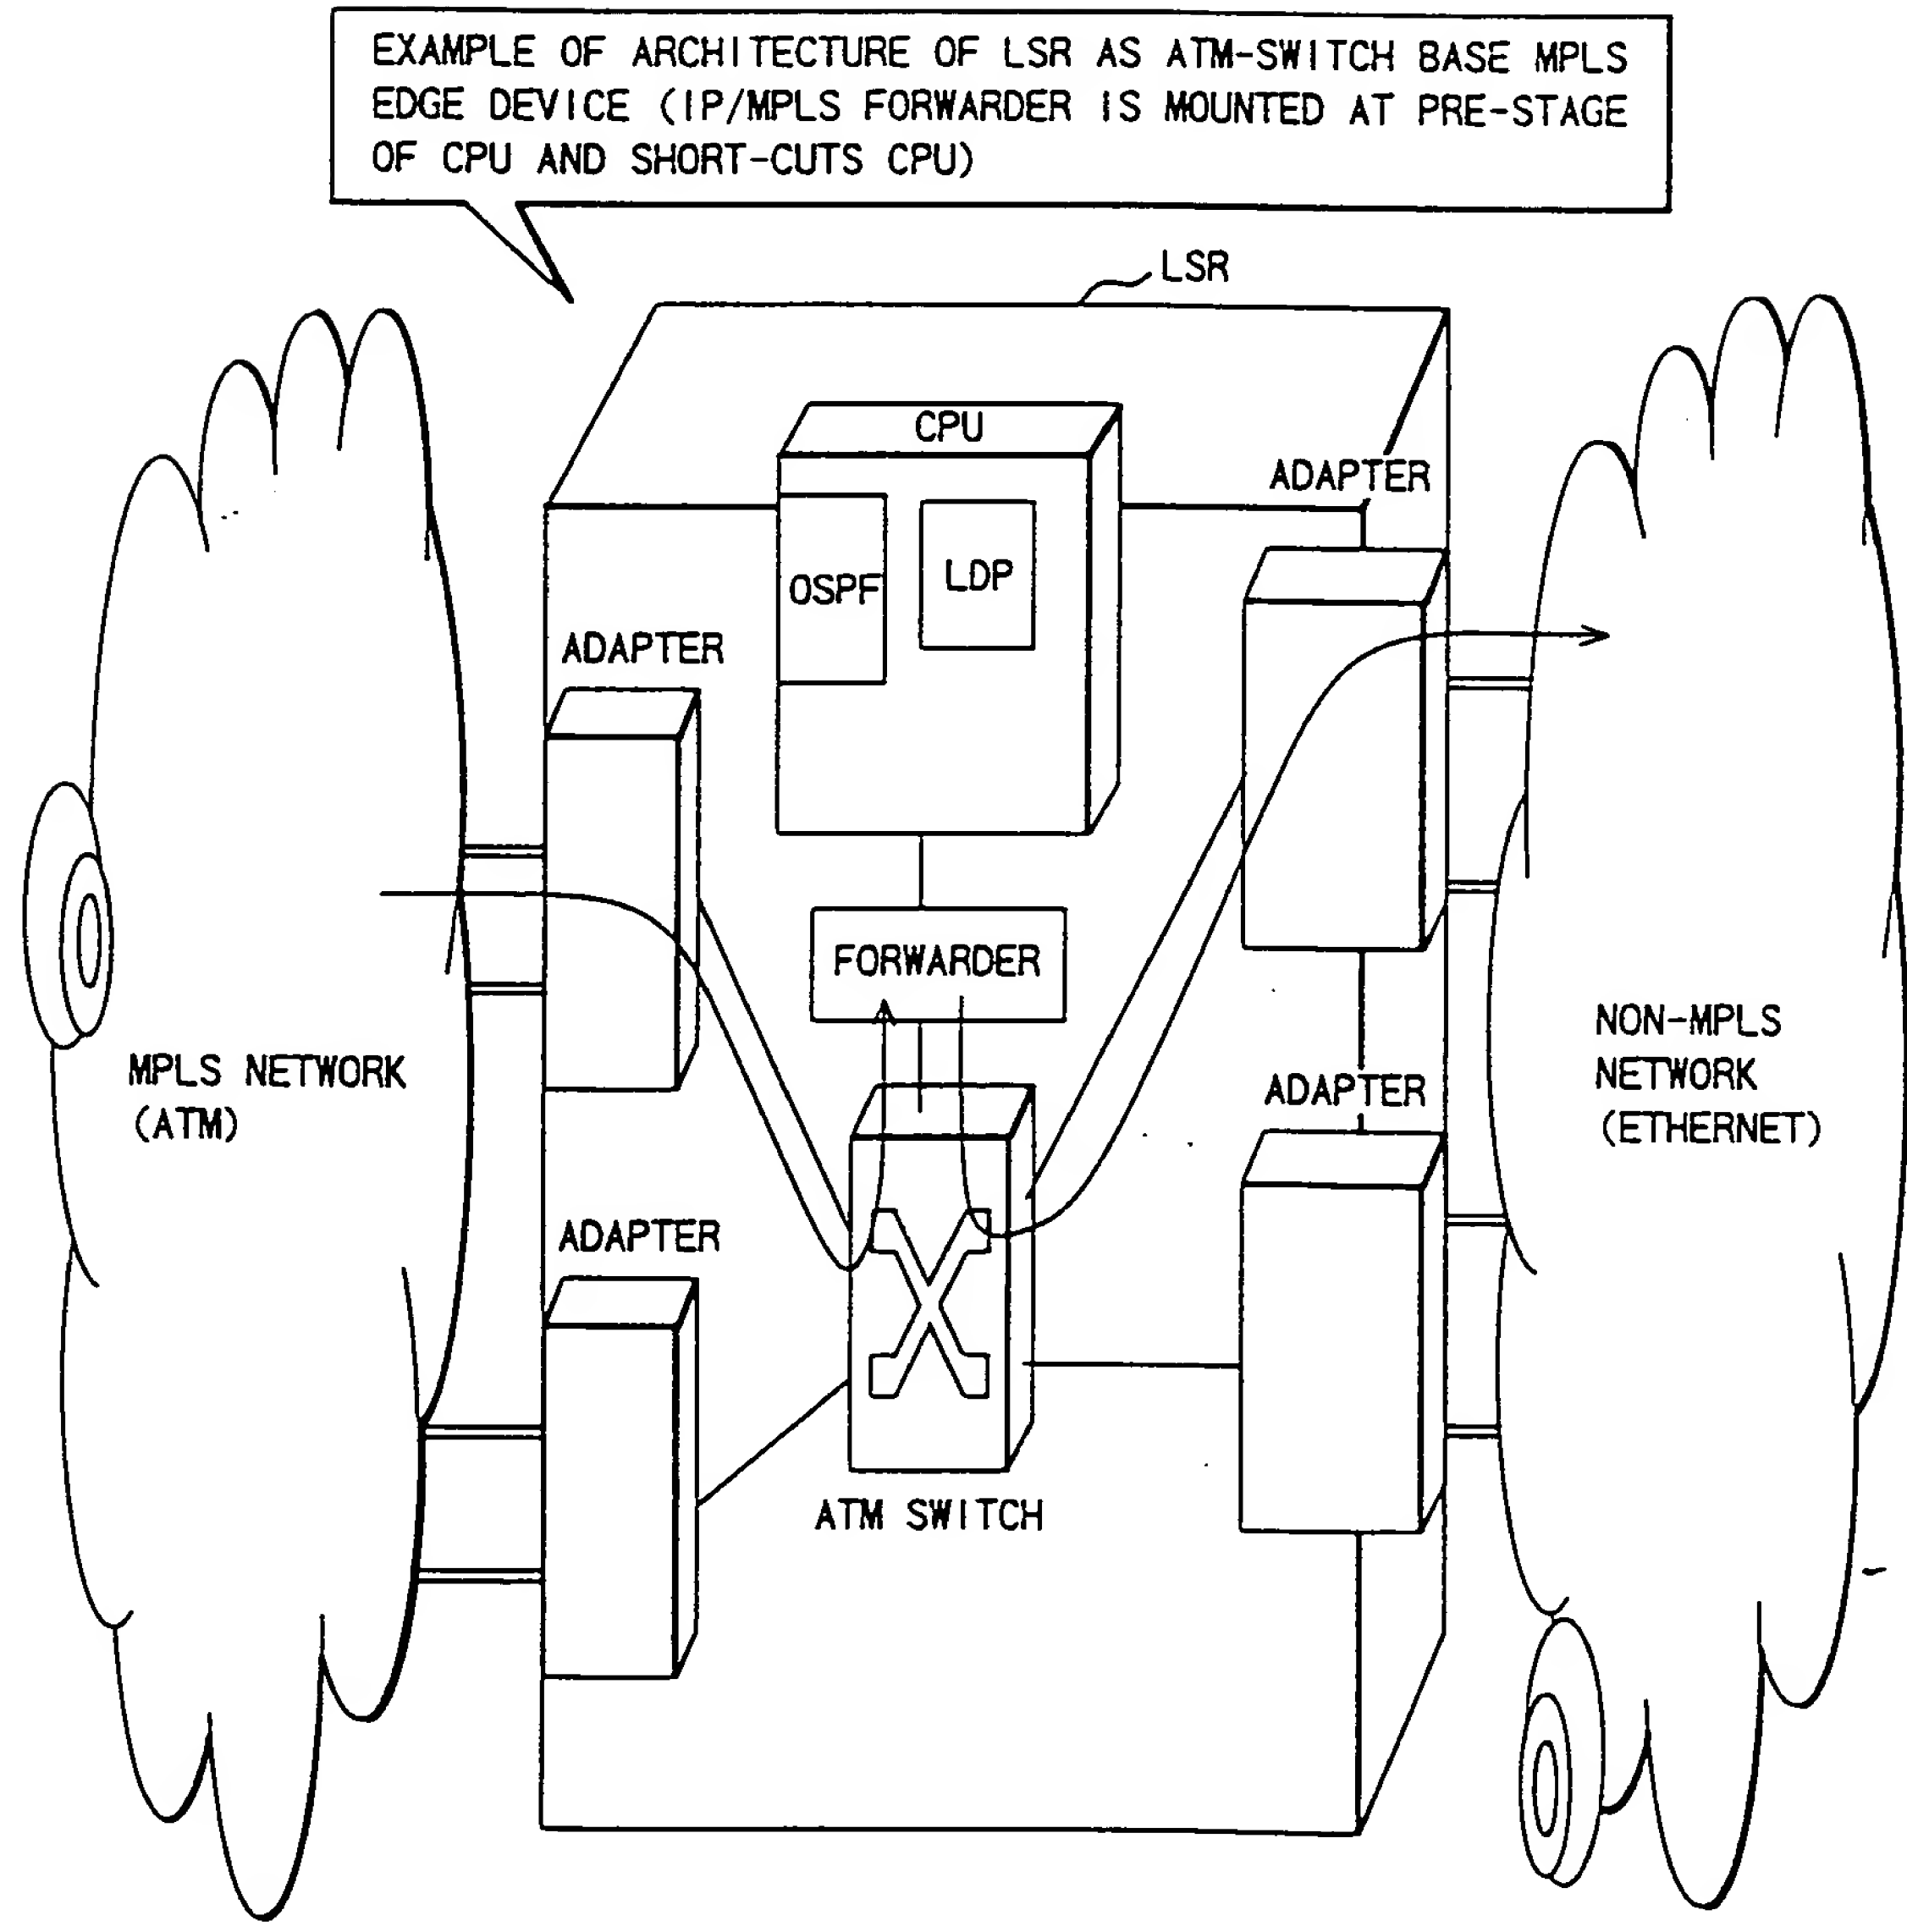 EXAMPLE OF ARCHITECTURE OF LSR AS ATM-SWITCH BASE MPLS
EDGE DEVICE (IP/MPLS FORWARDER IS MOUNTED AT PRE-STAGE
OF CPU AND SHORT-CUTS CPU)
LSR
CPU
ADAPTER
OSPF
LDP
ADAPTER
FORWARDER
MPLS NETWORK
(ATM)
NON-MPLS
NETWORK
(ETHERNET)
ADAPTER
ADAPTER
ATM SWITCH